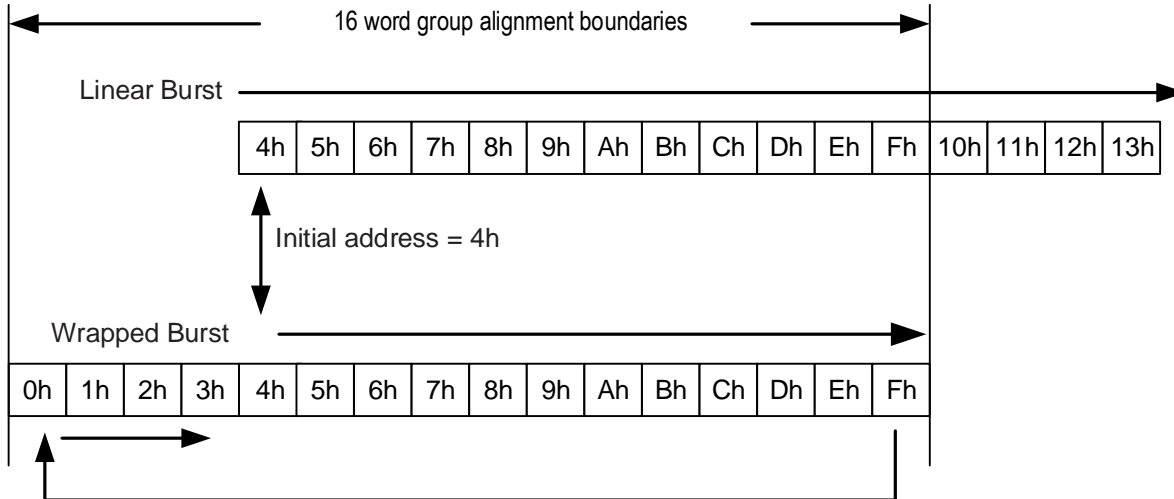 16 word group alignment boundaries
Linear Burst
4h 5h 6h 7h 8h 9h Ah Bh Ch Dh Eh Fh 10h 11h 12h 13h
Initial address = 4h
Wrapped Burst
0h 1h 2h 3h 4h 5h 6h 7h 8h 9h Ah Bh Ch Dh Eh Fh